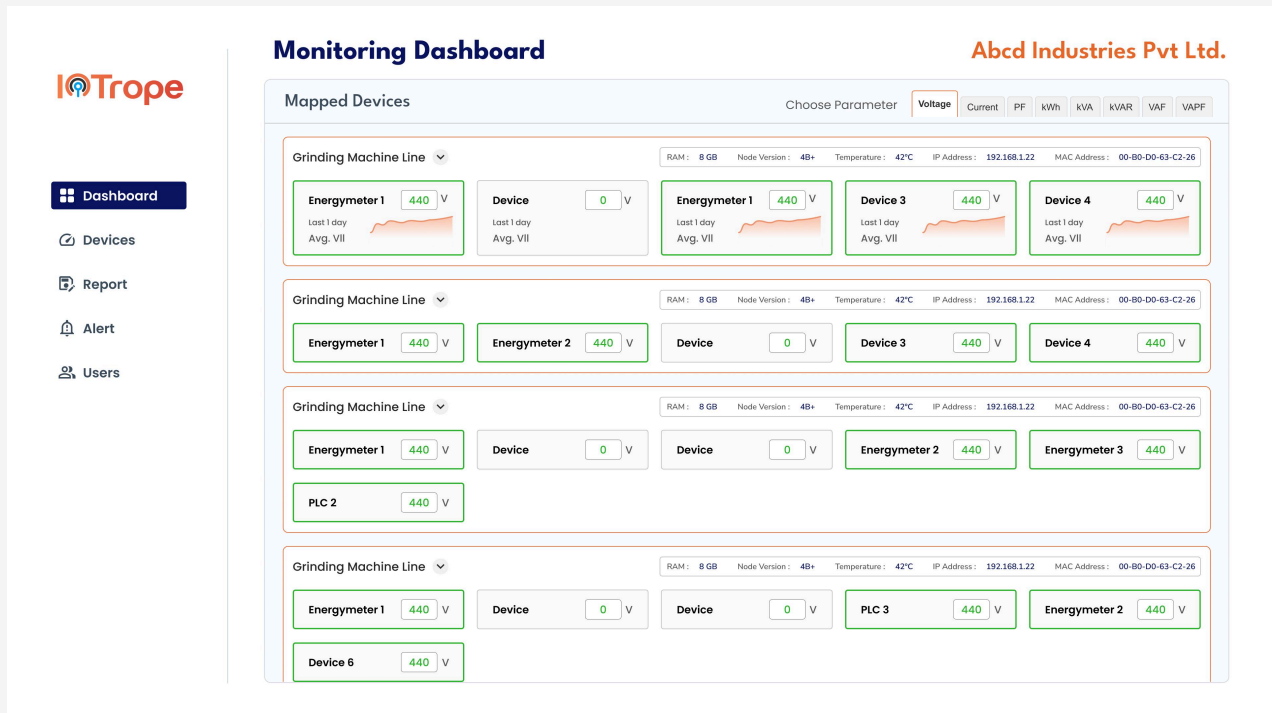 Monitoring Dashboard
Abcd Industries Pvt Ltd.
IOTrope
Dashboard
Devices
Report
Alert
Users
Mapped Devices
Choose Parameter Voltage Current PF kWh kVA kVAR VAF VAPF
Grinding Machine Line RAM : 8 GB Node Version : 4B+ Temperature : 42°C IP Address : 192.168.1.22 MAC Address : 00-B0-D0-63-C2-26
Energymeter 1 440 V
Last 1 day
Avg. Vll
Device 0 V
Last 1 day
Avg. Vll
Energymeter 1 440 V
Last 1 day
Avg. Vll
Device 3 440 V
Last 1 day
Avg. Vll
Device 4 440 V
Last 1 day
Avg. Vll
Grinding Machine Line RAM : 8 GB Node Version : 4B+ Temperature : 42°C IP Address : 192.168.1.22 MAC Address : 00-B0-D0-63-C2-26
Energymeter 1 440 V Energymeter 2 440 V Device 0 V Device 3 440 V Device 4 440 V
Grinding Machine Line RAM : 8 GB Node Version : 4B+ Temperature : 42°C IP Address : 192.168.1.22 MAC Address : 00-B0-D0-63-C2-26
Energymeter 1 440 V Device 0 V Device 0 V Energymeter 2 440 V Energymeter 3 440 V
PLC 2 440 V
Grinding Machine Line RAM : 8 GB Node Version : 4B+ Temperature : 42°C IP Address : 192.168.1.22 MAC Address : 00-B0-D0-63-C2-26
Energymeter 1 440 V Device 0 V Device 0 V PLC 3 440 V Energymeter 2 440 V
Device 6 440 V